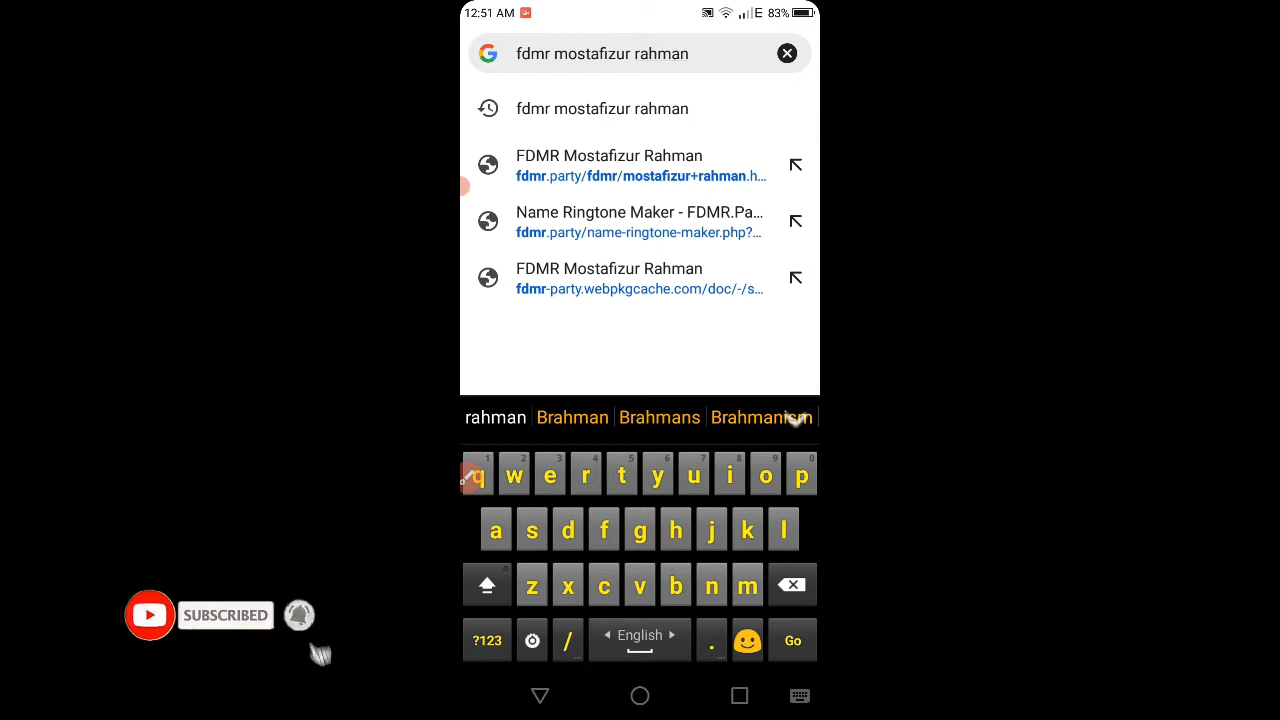 12:51 AM
E 83%
fdmr mostafizur rahman
fdmr mostafizur rahman
FDMR Mostafizur Rahman
fdmr.party/fdmr/mostafizur+rahman.h...
Name Ringtone Maker - FDMR.Pa...
fdmr.party/name-ringtone-maker.php?...
FDMR Mostafizur Rahman
fdmr-party.webpkgcache.com/doc/-/s...
rahman Brahman Brahmans Brahmanism
1 2 3 4 5 6 7 8 9 0
q w e r t y u i o p
a s d f g h j k l
z x c v b n m
?123 / English . Go
SUBSCRIBED